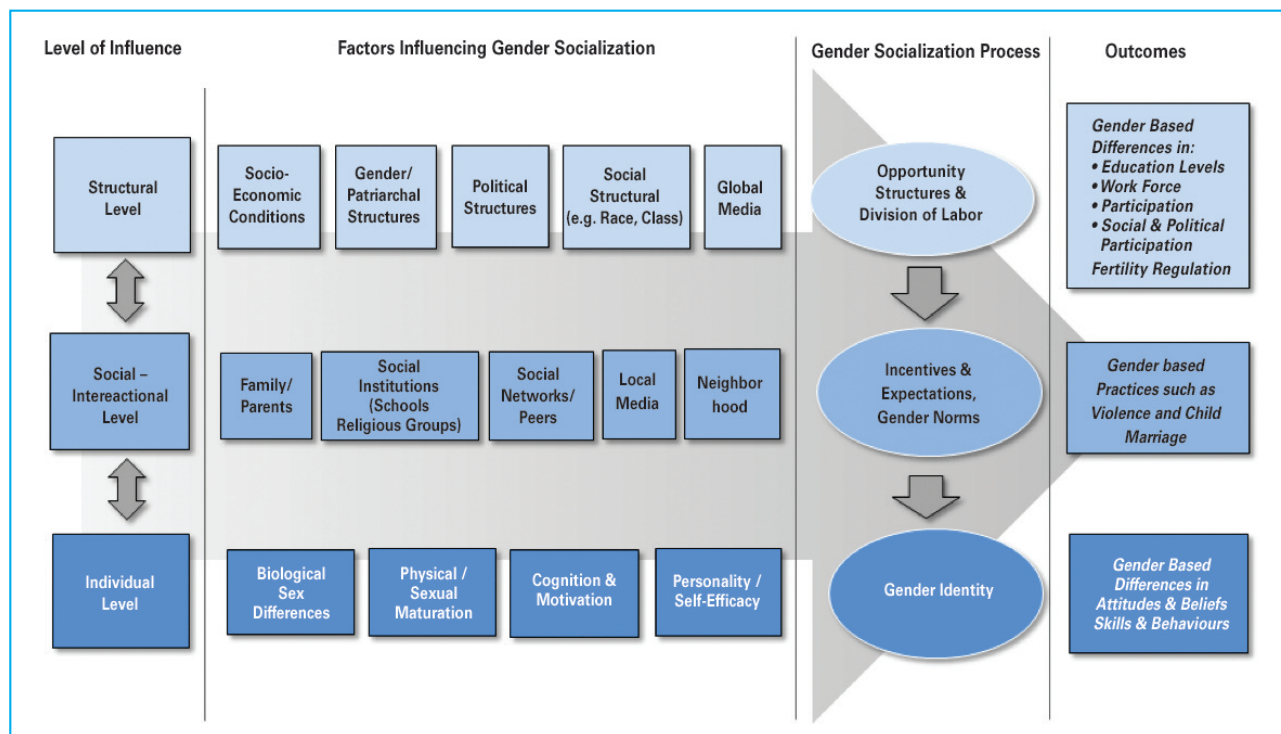 Level of Influence
Factors Influencing Gender Socialization
Gender Socialization Process
Outcomes
Structural
Level
Socio-
Economic
Conditions
Gender/
Patriarchal
Structures
Political
Structures
Social
Structural
(e.g. Race, Class)
Global
Media
Opportunity
Structures &
Division of Labor
Gender Based
Differences in:
• Education Levels
• Work Force
• Participation
• Social & Political
Participation
Fertility Regulation
Social –
Intereactional
Level
Family/
Parents
Social
Institutions
(Schools
Religious Groups)
Social
Networks/
Peers
Local
Media
Neighbor
hood
Incentives &
Expectations,
Gender Norms
Gender based
Practices such as
Violence and Child
Marriage
Individual
Level
Biological
Sex
Differences
Physical /
Sexual
Maturation
Cognition &
Motivation
Personality /
Self-Efficacy
Gender Identity
Gender Based
Differences in
Attitudes & Beliefs
Skills & Behaviours